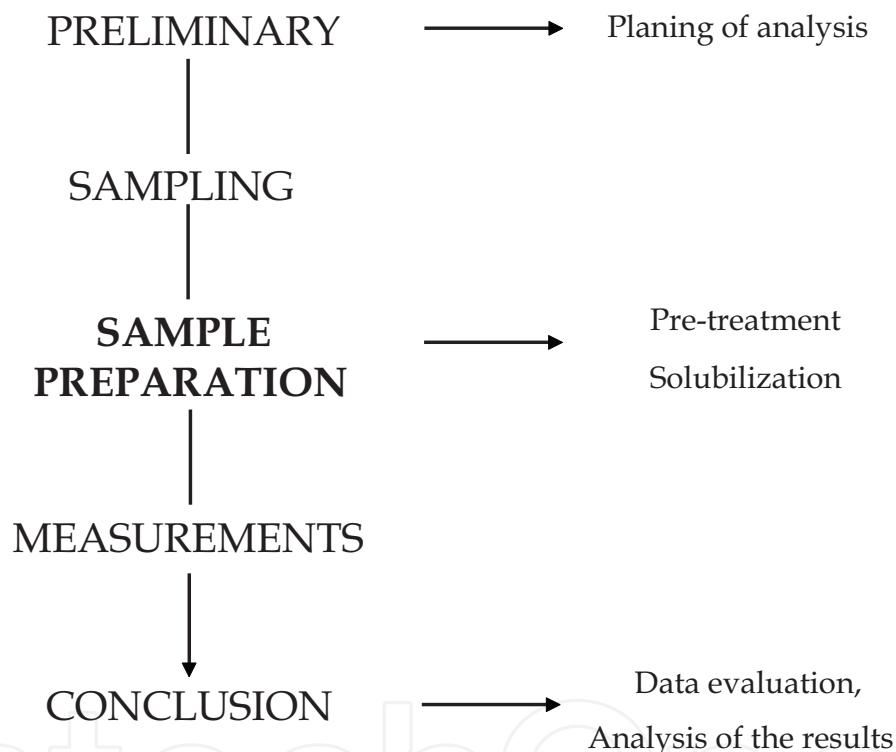 PRELIMINARY
Planing of analysis
SAMPLING
SAMPLE
PREPARATION
Pre-treatment
Solubilization
MEASUREMENTS
CONCLUSION
Data evaluation,
Analysis of the results